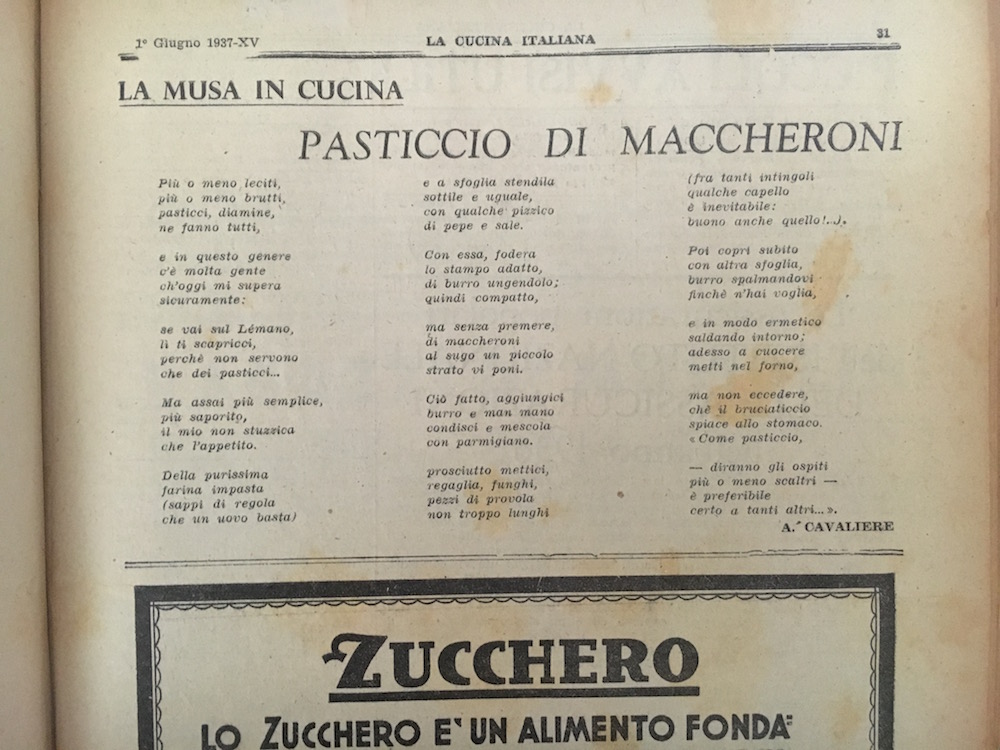 1º Giugno 1937-XV
LA CUCINA ITALIANA
31
LA MUSA IN CUCINA
PASTICCIO DI MACCHERONI
Più o meno leciti,
più o meno brutti,
pasticci, diamine,
ne fanno tutti,
e in questo genere
c'è molta gente
ch'oggi mi supera
sicuramente:
se vai sul Lémano,
lì ti scapricci,
perchè non servono
che dei pasticci...
Ma assai più semplice,
più saporito,
il mio non stuzzica
che l'appetito.
Della purissima
farina impasta
(sappi di regola
che un uovo basta)
e a sfoglia stendila
sottile e uguale,
con qualche pizzico
di pepe e sale.
Con essa, fodera
lo stampo adatto,
di burro ungendolo;
quindi compatto,
ma senza premere,
di maccheroni
al sugo un piccolo
strato vi poni.
Ciò fatto, aggiungici
burro e man mano
condisci e mescola
con parmigiano.
prosciutto mettici,
regaglia, funghi,
pezzi di provola
non troppo lunghi
(fra tanti intingoli
qualche capello
è inevitabile:
buono anche quello!..).
Poi copri subito
con altra sfoglia,
burro spalmandovi
finchè n'hai voglia,
e in modo ermetico
saldando intorno;
adesso a cuocere
metti nel forno,
ma non eccedere,
chè il bruciaticcio
spiace allo stomaco.
« Come pasticcio,
— diranno gli ospiti
più o meno scaltri —
è preferibile
certo a tanti altri... ».
A. CAVALIERE
ZUCCHERO
LO ZUCCHERO E' UN ALIMENTO FONDA=